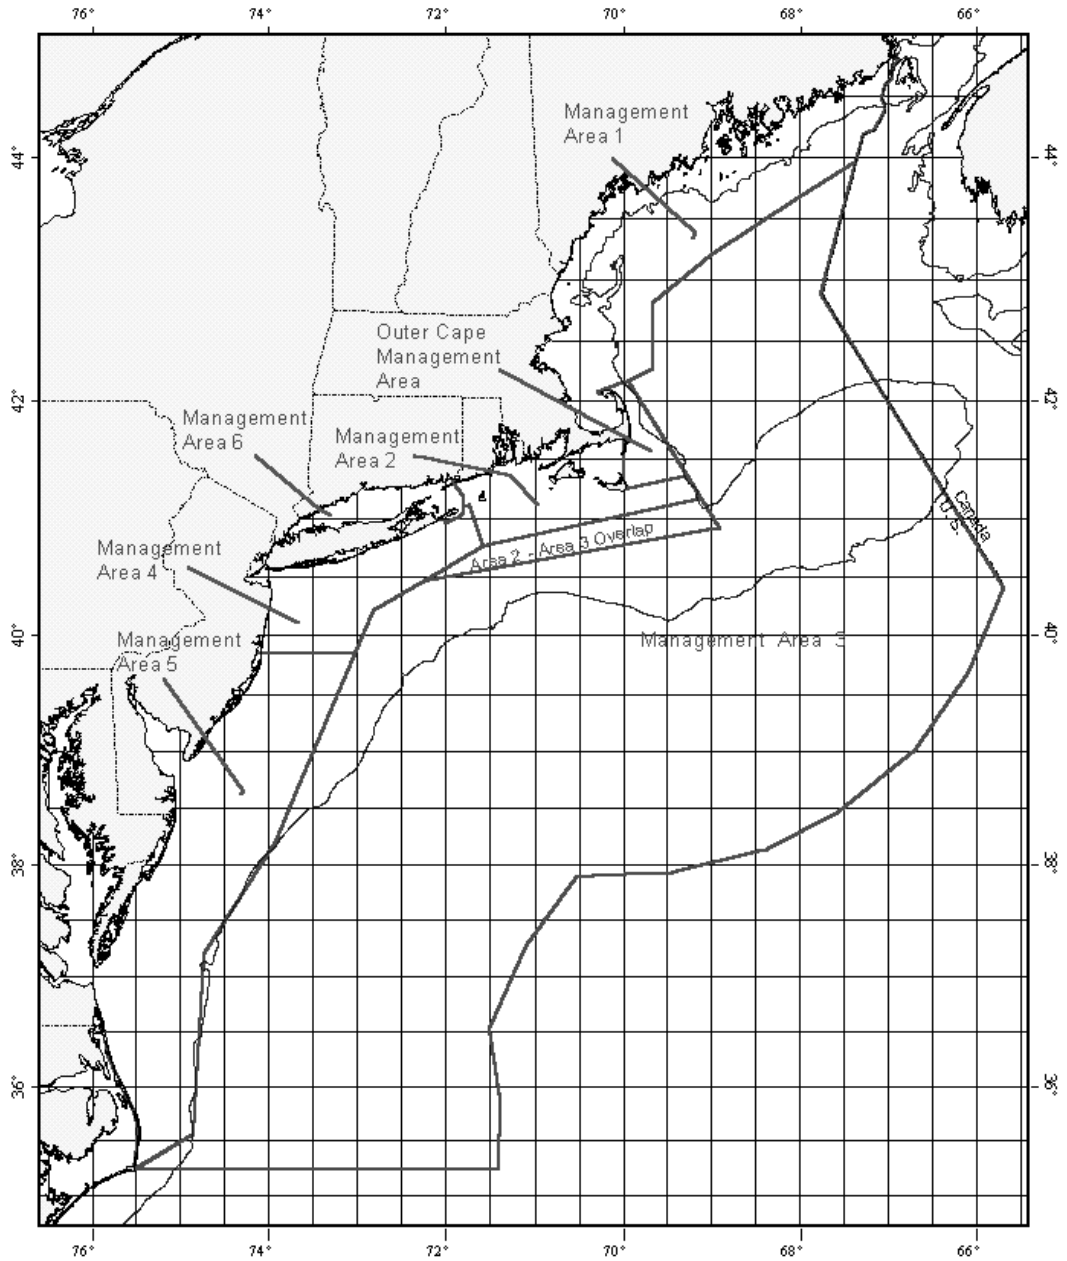 76° 74° 72° 70° 68° 66°
Management
Area 1
44° 44°
Outer Cape
Management
Area
42° 42°
Management
Area 6
Management
Area 2
Canada
U.S.
Area 2 - Area 3 Overlap
Management
Area 4
Management
Area 5
40° 40°
Management Area 3
38° 38°
36° 36°
76° 74° 72° 70° 68° 66°